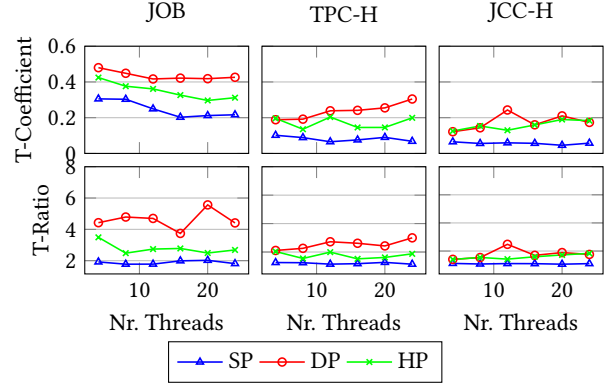 JOB TPC-H JCC-H
T-Coefficient
0.6
0.4
0.2
0
T-Ratio
8
6
4
2
10 20 10 20 10 20
Nr. Threads Nr. Threads Nr. Threads
SP DP HP